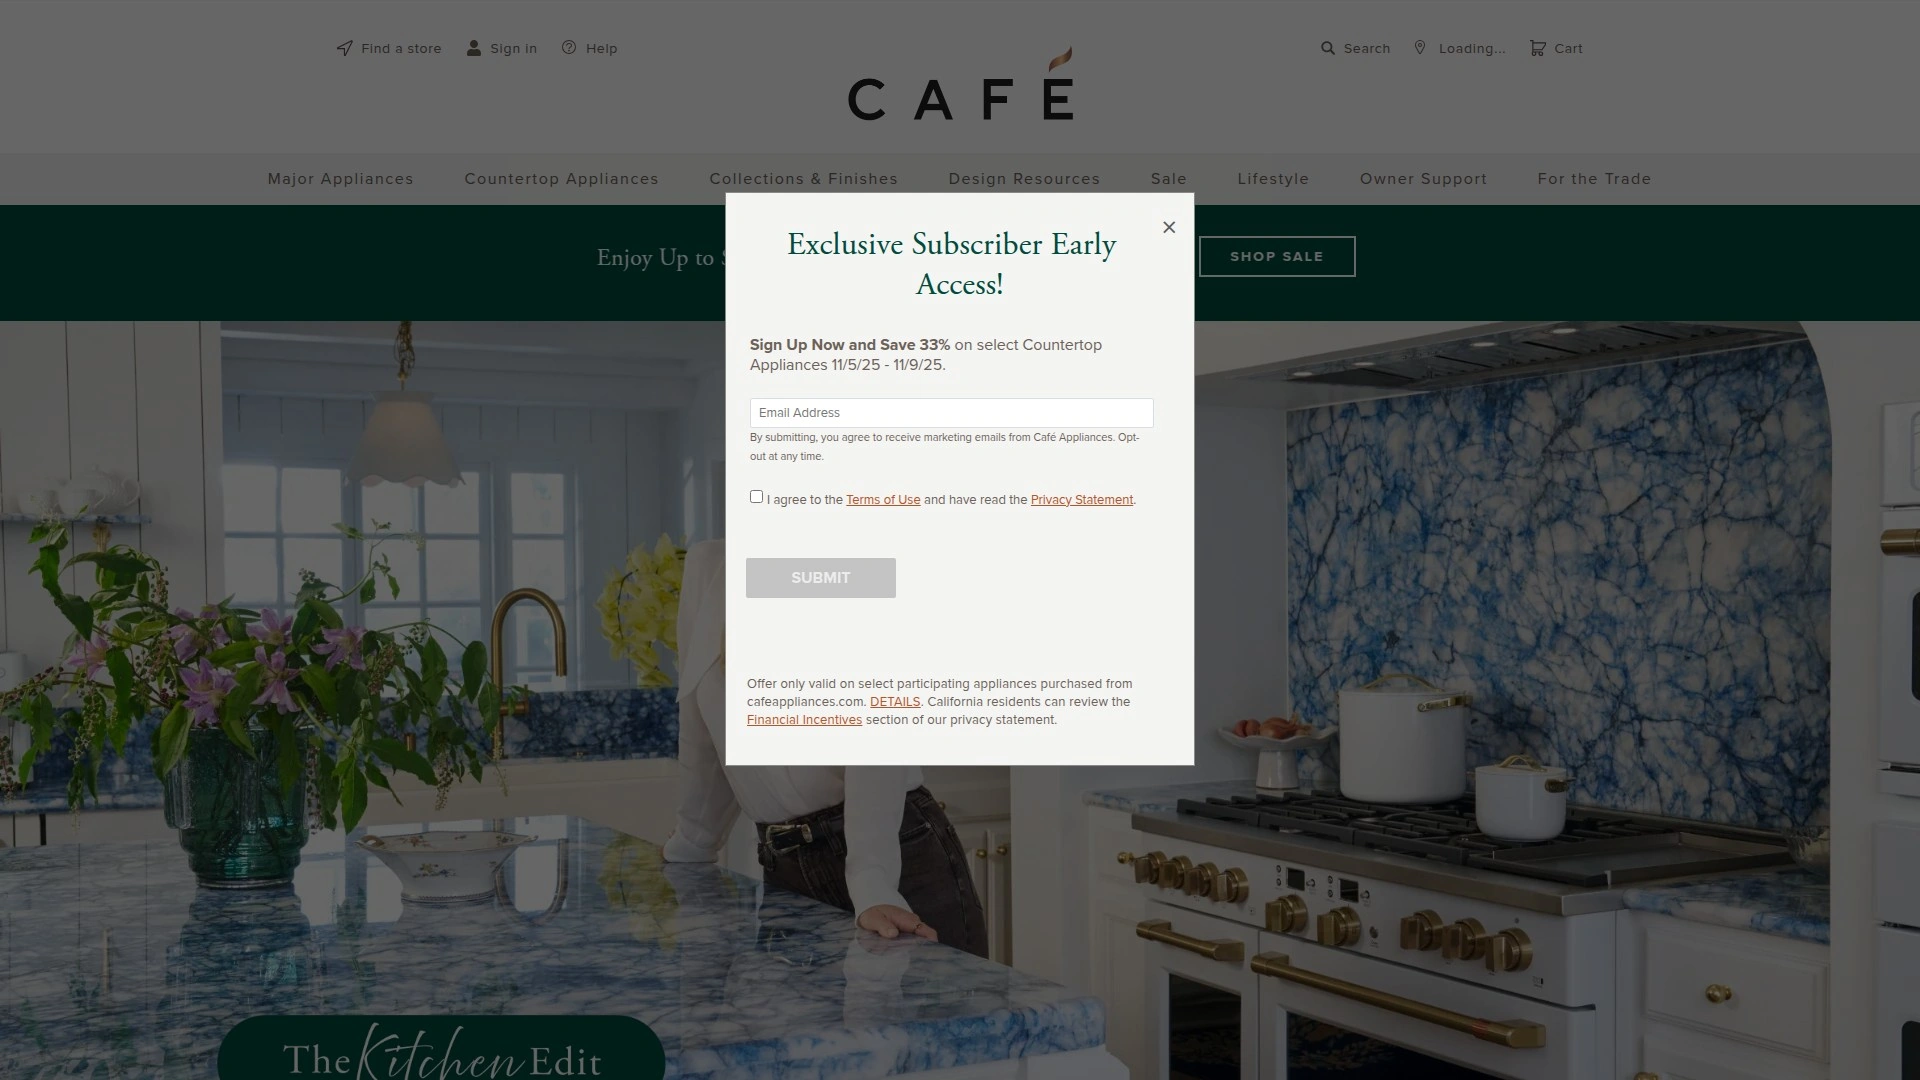 Find a store
Sign in
Help
Search
Loading...
Cart
CAFÉ
Major Appliances
Countertop Appliances
Collections & Finishes
Design Resources
Sale
Lifestyle
Owner Support
For the Trade
Enjoy Up to
SHOP SALE
×
Exclusive Subscriber Early
Access!
Sign Up Now and Save 33% on select Countertop
Appliances 11/5/25 - 11/9/25.
Email Address
By submitting, you agree to receive marketing emails from Café Appliances. Opt-
out at any time.
I agree to the Terms of Use and have read the Privacy Statement.
SUBMIT
Offer only valid on select participating appliances purchased from
cafeappliances.com. DETAILS. California residents can review the
Financial Incentives section of our privacy statement.
The Kitchen Edit